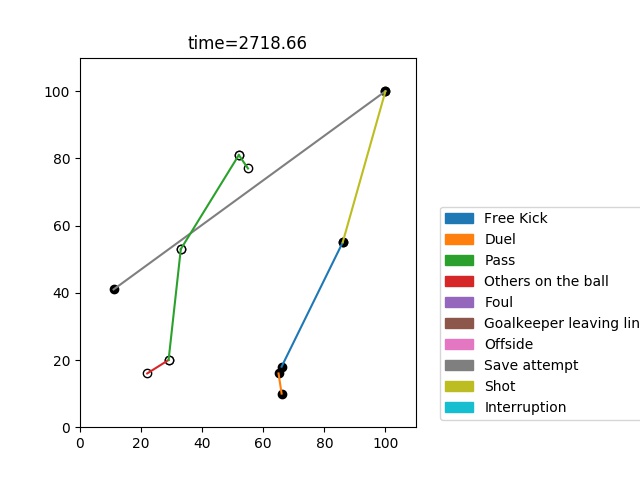 time=2718.66
100
80
60
40
20
0
0 20 40 60 80 100
Free Kick
Duel
Pass
Others on the ball
Foul
Goalkeeper leaving lin
Offside
Save attempt
Shot
Interruption